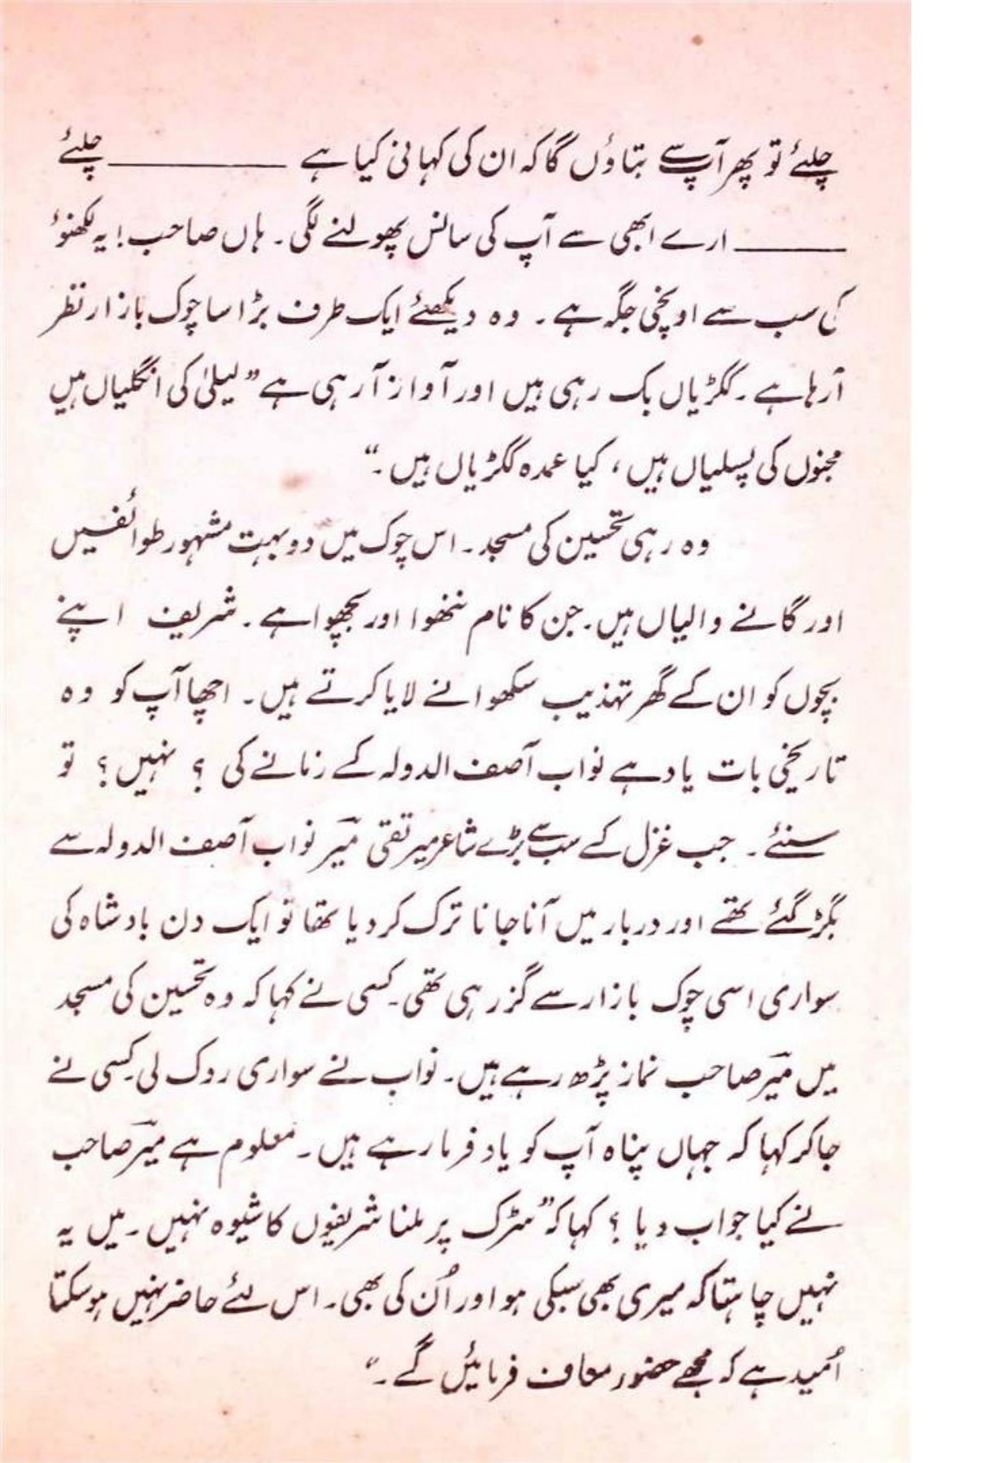 چلئے تو پھر آپ سے بتاؤں گا کہ ان کی کہانی کیا ہے ———— چلئے
——— ارے ابھی سے آپ کی سانس پھولنے لگی۔ ہاں صاحب! یہ لکھنؤ
کی سب سے اونچی جگہ ہے۔ وہ دیکھئے ایک طرف بڑا سا چوک بازار نظر
آرہا ہے۔ ککڑیاں بک رہی ہیں اور آواز آرہی ہے ”لیلیٰ کی انگلیاں ہیں
مجنوں کی پسلیاں ہیں، کیا عمدہ ککڑیاں ہیں۔“
وہ رہی تحسین کی مسجد۔ اس چوک میں دو بہت مشہور طوائفیں
اور گانے والیاں ہیں۔ جن کا نام ننھوا اور بچھوا ہے۔ شریف اپنے
بچوں کو ان کے گھر تہذیب سکھوانے لایا کرتے ہیں۔ اچھا آپ کو وہ
تاریخی بات یاد ہے نواب آصف الدولہ کے زمانے کی ؟ نہیں؟ تو
سنئے۔ جب غزل کے سب سے بڑے شاعر میر تقی میرؔ نواب آصف الدولہ سے
بگڑ گئے تھے اور دربار میں آنا جانا ترک کر دیا تھا تو ایک دن بادشاہ کی
سواری اسی چوک بازار سے گزر رہی تھی۔ کسی نے کہا کہ وہ تحسین کی مسجد
میں میرؔ صاحب نماز پڑھ رہے ہیں۔ نواب نے سواری روک لی۔ کسی نے
جا کر کہا کہ جہاں پناہ آپ کو یاد فرما رہے ہیں۔ معلوم ہے میرؔ صاحب
نے کیا جواب دیا ؟ کہا کہ ”سڑک پر ملنا شریفوں کا شیوہ نہیں۔ میں یہ
نہیں چاہتا کہ میری بھی سبکی ہو اور اُن کی بھی۔ اس لئے حاضر نہیں ہو سکتا
اُمید ہے کہ مجھے حضور معاف فرمائیں گے۔“